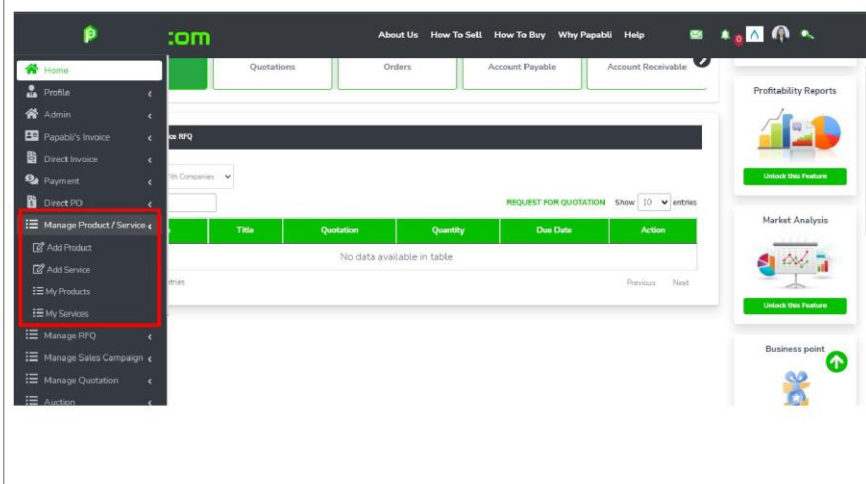 :om
About Us How To Sell How To Buy Why Papabli Help
0
Home
Profile
Admin
Papabli's Invoice
Direct Invoice
Payment
Direct PO
Manage Product / Service
Add Product
Add Service
My Products
My Services
Manage RFQ
Manage Sales Campaign
Manage Quotation
Auction
Quotations Orders Account Payable Account Receivable
RFQ
With Companies
REQUEST FOR QUOTATION Show 10 entries
Title Quotation Quantity Due Date Action
No data available in table
Previous Next
Profitability Reports
Unlock this Feature
Market Analysis
Unlock this Feature
Business point